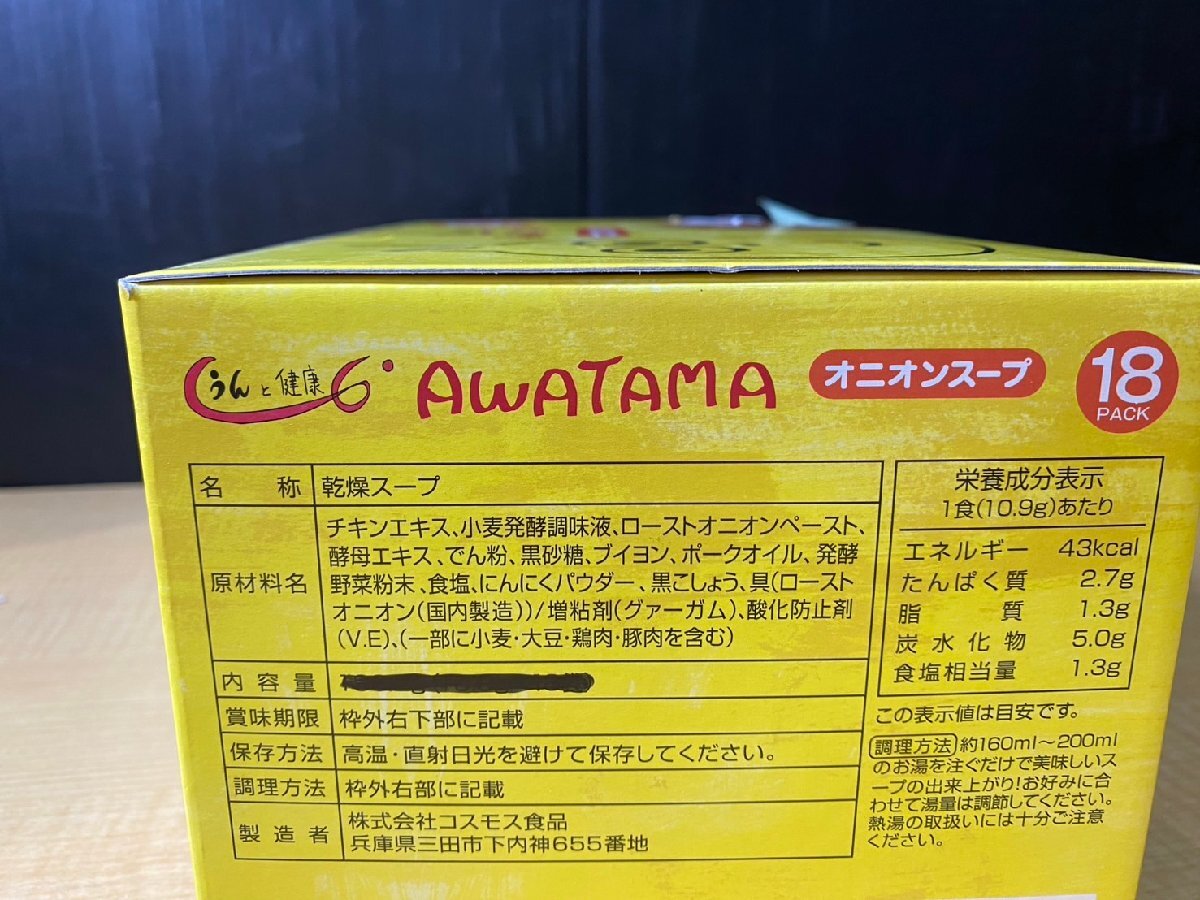 うんと健康
AWATAMA
オニオンスープ
18
PACK
名称 乾燥スープ
原材料名
チキンエキス、小麦発酵調味液、ローストオニオンペースト、
酵母エキス、でん粉、黒砂糖、ブイヨン、ポークオイル、発酵
野菜粉末、食塩、にんにくパウダー、黒こしょう、具(ロースト
オニオン(国内製造))/増粘剤(グァーガム)、酸化防止剤
(V.E)、(一部に小麦・大豆・鶏肉・豚肉を含む)
内容量
賞味期限 枠外右下部に記載
保存方法 高温・直射日光を避けて保存してください。
調理方法 枠外右部に記載
製造者 株式会社コスモス食品
兵庫県三田市下内神655番地
栄養成分表示
1食(10.9g)あたり
エネルギー 43kcal
たんぱく質 2.7g
脂質 1.3g
炭水化物 5.0g
食塩相当量 1.3g
この表示値は目安です。
調理方法 約160ml〜200ml
のお湯を注ぐだけで美味しいス
ープの出来上がり!お好みに合
わせて湯量は調節してください。
熱湯の取扱いには十分ご注意
ください。